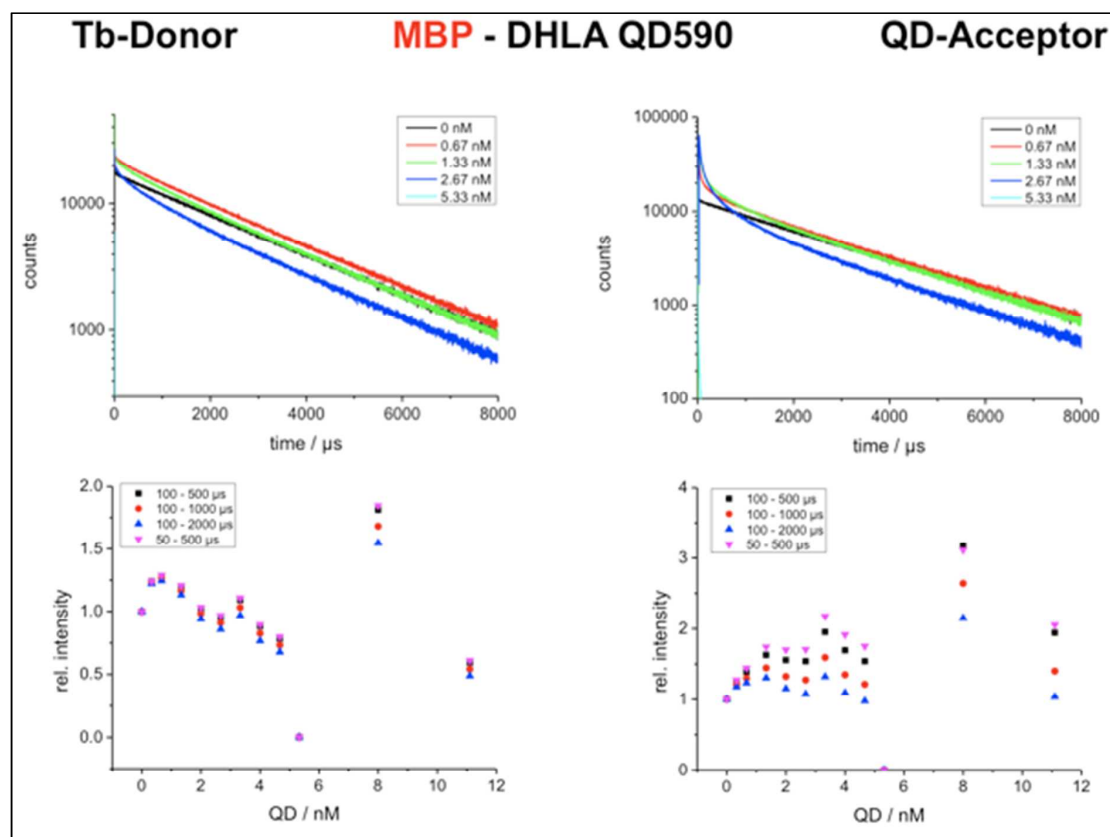 Tb-Donor MBP - DHLA QD590 QD-Acceptor
0 nM
0.67 nM
1.33 nM
2.67 nM
5.33 nM
10000
1000
counts
0 2000 4000 6000 8000
time / µs
0 nM
0.67 nM
1.33 nM
2.67 nM
5.33 nM
100000
10000
1000
100
counts
0 2000 4000 6000 8000
time / µs
100 - 500 µs
100 - 1000 µs
100 - 2000 µs
50 - 500 µs
2.0
1.5
1.0
0.5
0.0
rel. intensity
0 2 4 6 8 10 12
QD / nM
100 - 500 µs
100 - 1000 µs
100 - 2000 µs
50 - 500 µs
4
3
2
1
0
rel. intensity
0 2 4 6 8 10 12
QD / nM